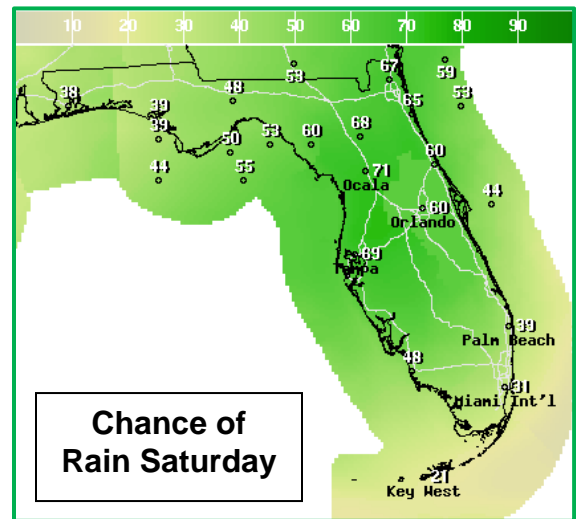 10 20 30 40 50 60 70 80 90
53
59
67
38
48
65
53
39
39
68
50
53
60
60
44
55
71
Ocala
60
44
Orlando
69
Tampa
39
Palm Beach
48
31
Miami Int'l
Chance of
Rain Saturday
21
Key West